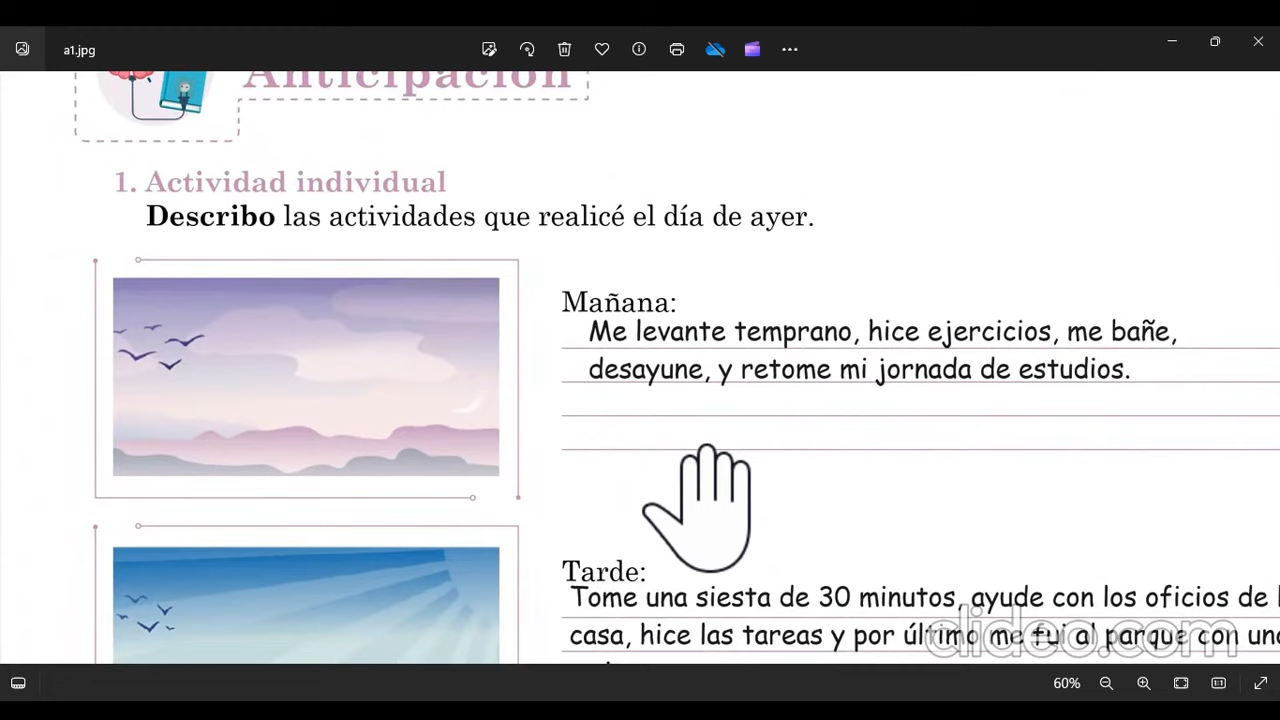 a1.jpg
Anticipación
1. Actividad individual
Describo las actividades que realicé el día de ayer.
Mañana:
Me levante temprano, hice ejercicios, me bañe,
desayune, y retome mi jornada de estudios.
Tarde:
Tome una siesta de 30 minutos, ayude con los oficios de
casa, hice las tareas y por último me fui al parque con
clideo.com
60%